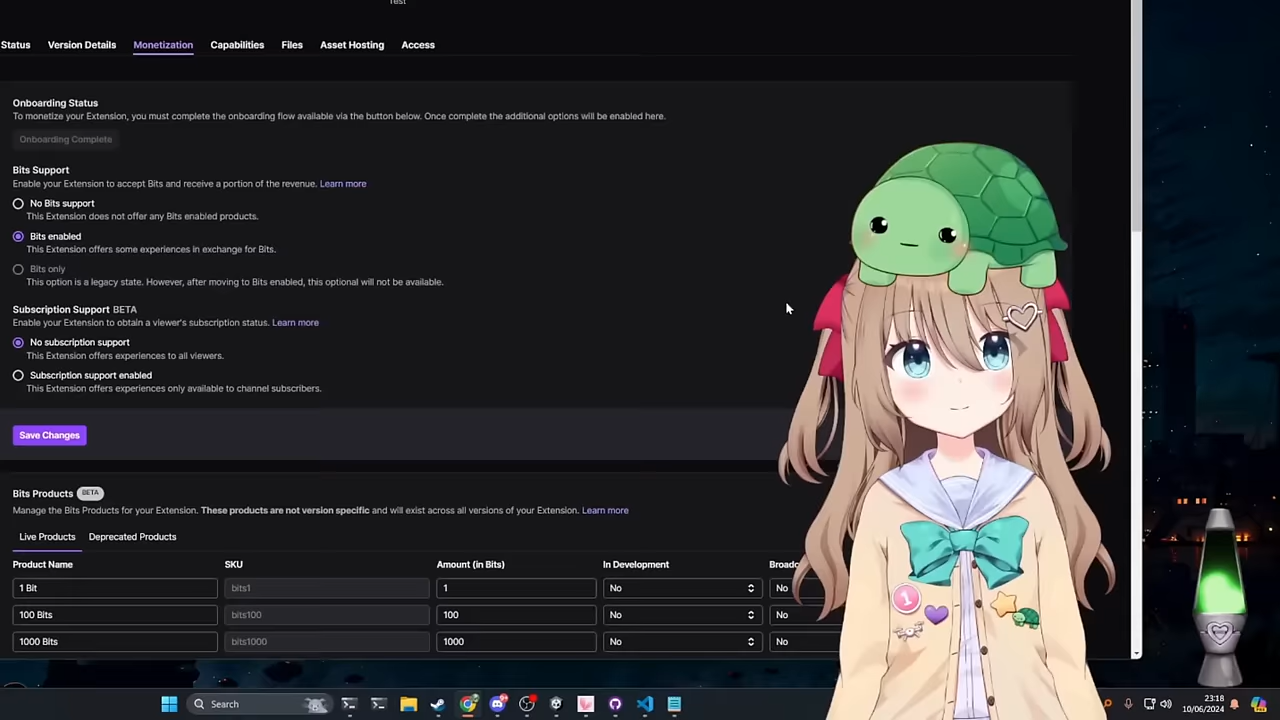 Test
Status Version Details Monetization Capabilities Files Asset Hosting Access
Onboarding Status
To monetize your Extension, you must complete the onboarding flow available via the button below. Once complete the additional options will be enabled here.
Onboarding Complete
Bits Support
Enable your Extension to accept Bits and receive a portion of the revenue. Learn more
No Bits support
This Extension does not offer any Bits enabled products.
Bits enabled
This Extension offers some experiences in exchange for Bits.
Bits only
This option is a legacy state. However, after moving to Bits enabled, this optional will not be available.
Subscription Support BETA
Enable your Extension to obtain a viewer's subscription status. Learn more
No subscription support
This Extension offers experiences to all viewers.
Subscription support enabled
This Extension offers experiences only available to channel subscribers.
Save Changes
Bits Products BETA
Manage the Bits Products for your Extension. These products are not version specific and will exist across all versions of your Extension. Learn more
Live Products Deprecated Products
Product Name SKU Amount (in Bits) In Development Broadc
1 Bit bits1 1 No No
100 Bits bits100 100 No No
1000 Bits bits1000 1000 No No
1
Search
23:18
10/06/2024